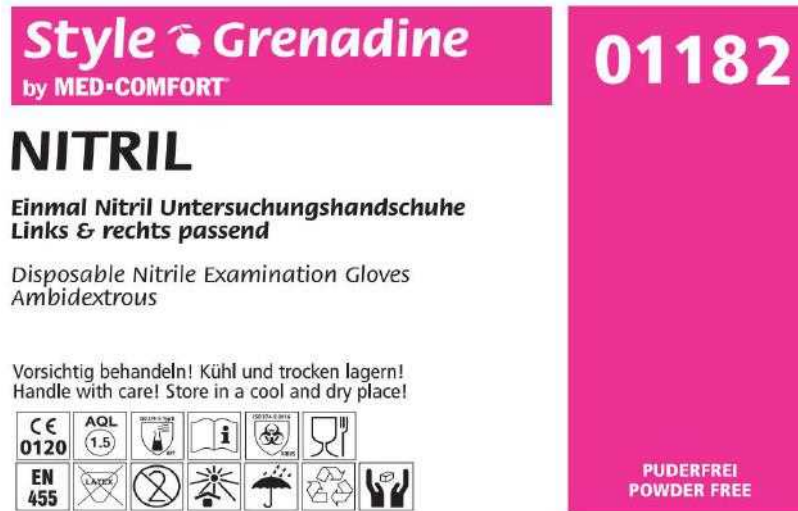 Style Grenadine
by MED•COMFORT
01182
NITRIL
Einmal Nitril Untersuchungshandschuhe
Links & rechts passend
Disposable Nitrile Examination Gloves
Ambidextrous
Vorsichtig behandeln! Kühl und trocken lagern!
Handle with care! Store in a cool and dry place!
CE
0120
AQL
1.5
i
EN
455
LATEX
2
PUDERFREI
POWDER FREE